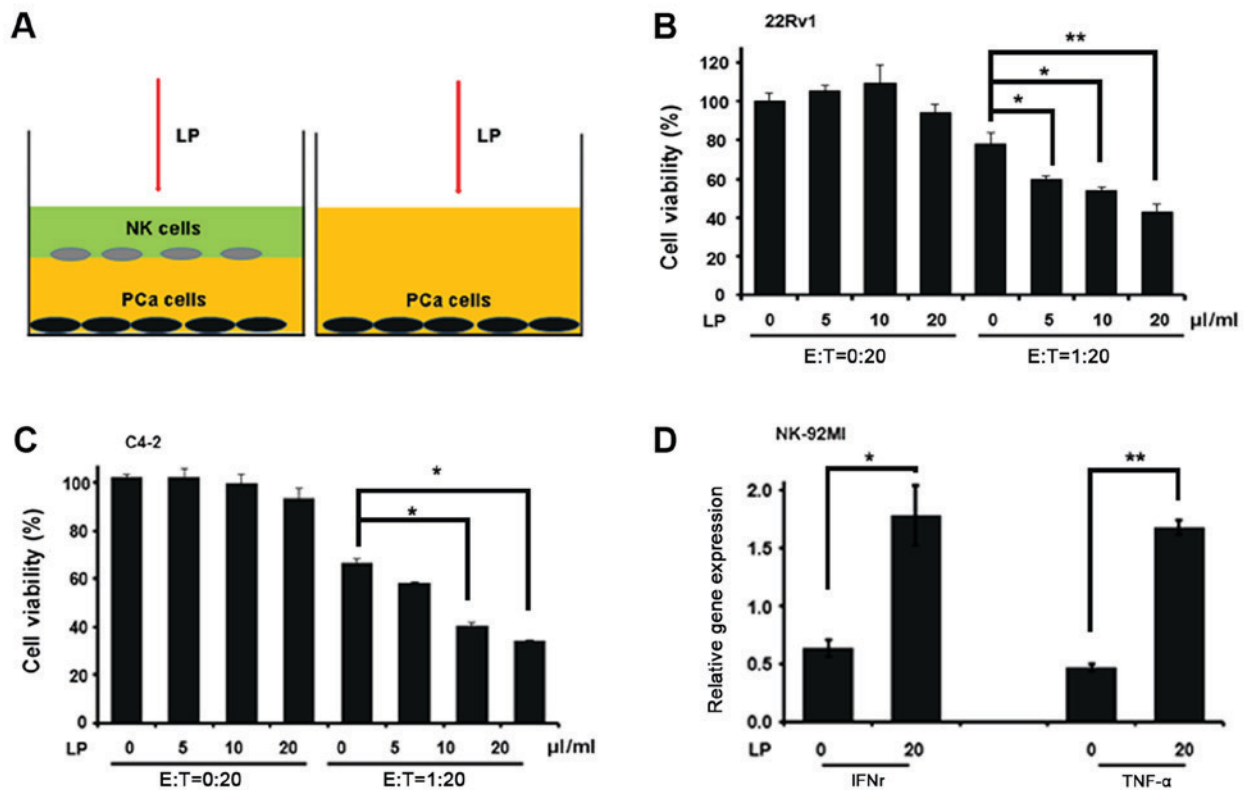 A
LP
LP
NK cells
PCa cells
PCa cells
B
22Rv1
Cell viability (%)
120
100
80
60
40
20
0
*
*
**
LP 0 5 10 20 0 5 10 20 µl/ml
E:T=0:20 E:T=1:20
C
C4-2
Cell viability (%)
100
80
60
40
20
0
*
*
LP 0 5 10 20 0 5 10 20 µl/ml
E:T=0:20 E:T=1:20
D
NK-92MI
Relative gene expression
2.0
1.5
1.0
0.5
0.0
*
**
LP 0 20 0 20
IFNr TNF-α